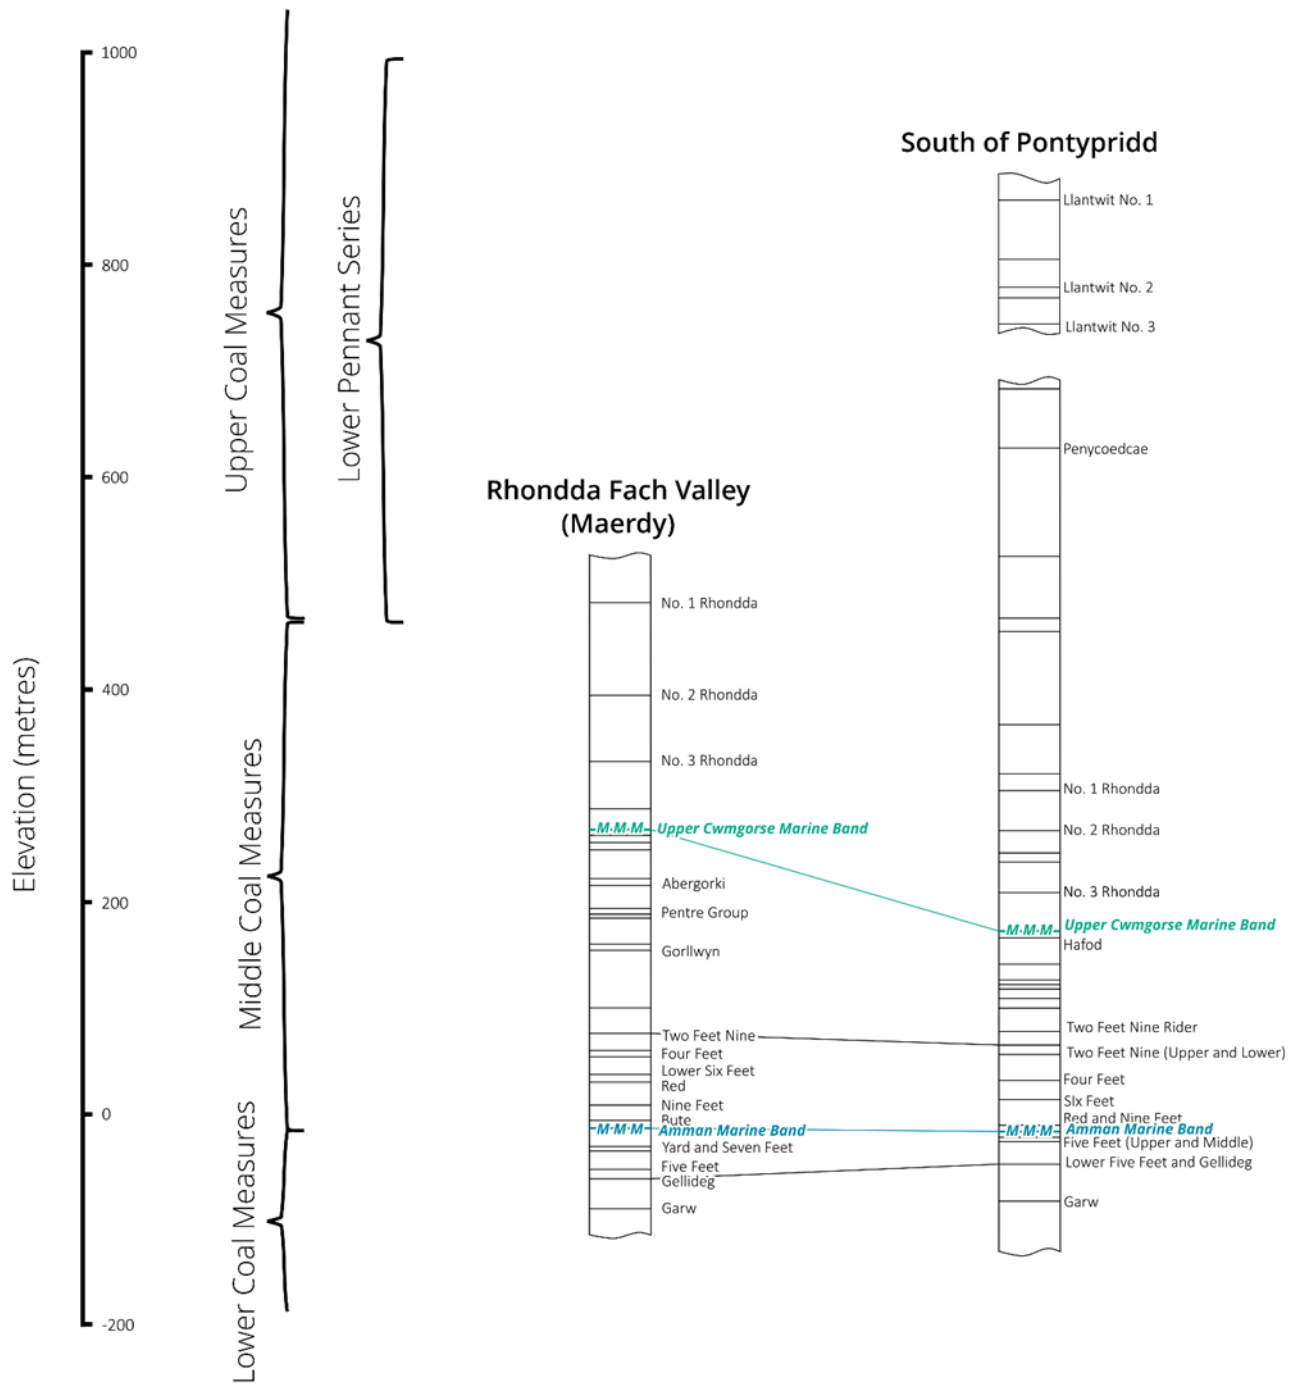 1000
800
600
400
200
0
-200
Elevation (metres)
Upper Coal Measures
Lower Pennant Series
Middle Coal Measures
Lower Coal Measures
Rhondda Fach Valley
(Maerdy)
No. 1 Rhondda
No. 2 Rhondda
No. 3 Rhondda
M·M·M
Upper Cwmgorse Marine Band
Abergorki
Pentre Group
Gorllwyn
Two Feet Nine
Four Feet
Lower Six Feet
Red
Nine Feet
Bute
M·M·M
Amman Marine Band
Yard and Seven Feet
Five Feet
Gellideg
Garw
South of Pontypridd
Llantwit No. 1
Llantwit No. 2
Llantwit No. 3
Penycoedcae
No. 1 Rhondda
No. 2 Rhondda
No. 3 Rhondda
M·M·M
Upper Cwmgorse Marine Band
Hafod
Two Feet Nine Rider
Two Feet Nine (Upper and Lower)
Four Feet
SIx Feet
Red and Nine Feet
M·M·M
Amman Marine Band
Five Feet (Upper and Middle)
Lower Five Feet and Gellideg
Garw